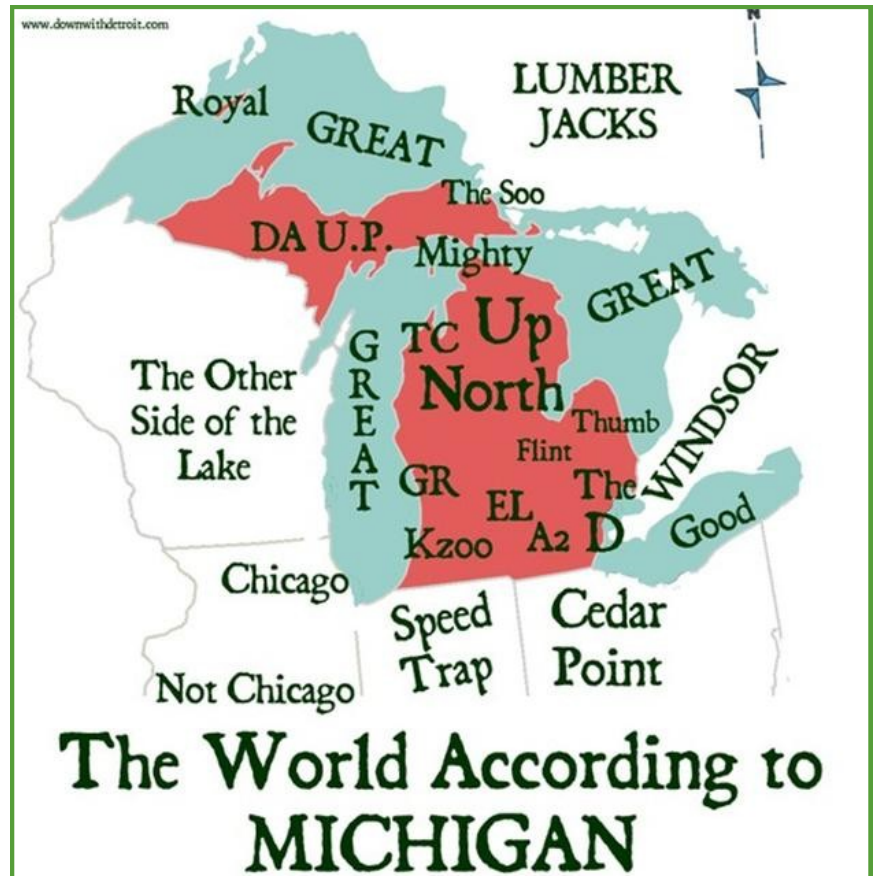 www.downwithdetroit.com
N
LUMBER
JACKS
Royal
GREAT
The Soo
DA U.P.
Mighty
GREAT
Up
North
TC
GREAT
The Other
Side of the
Lake
Thumb
Flint
WINDSOR
GR
EL
The
D
Kzoo
A2
Good
Chicago
Speed
Trap
Cedar
Point
Not Chicago
The World According to
MICHIGAN